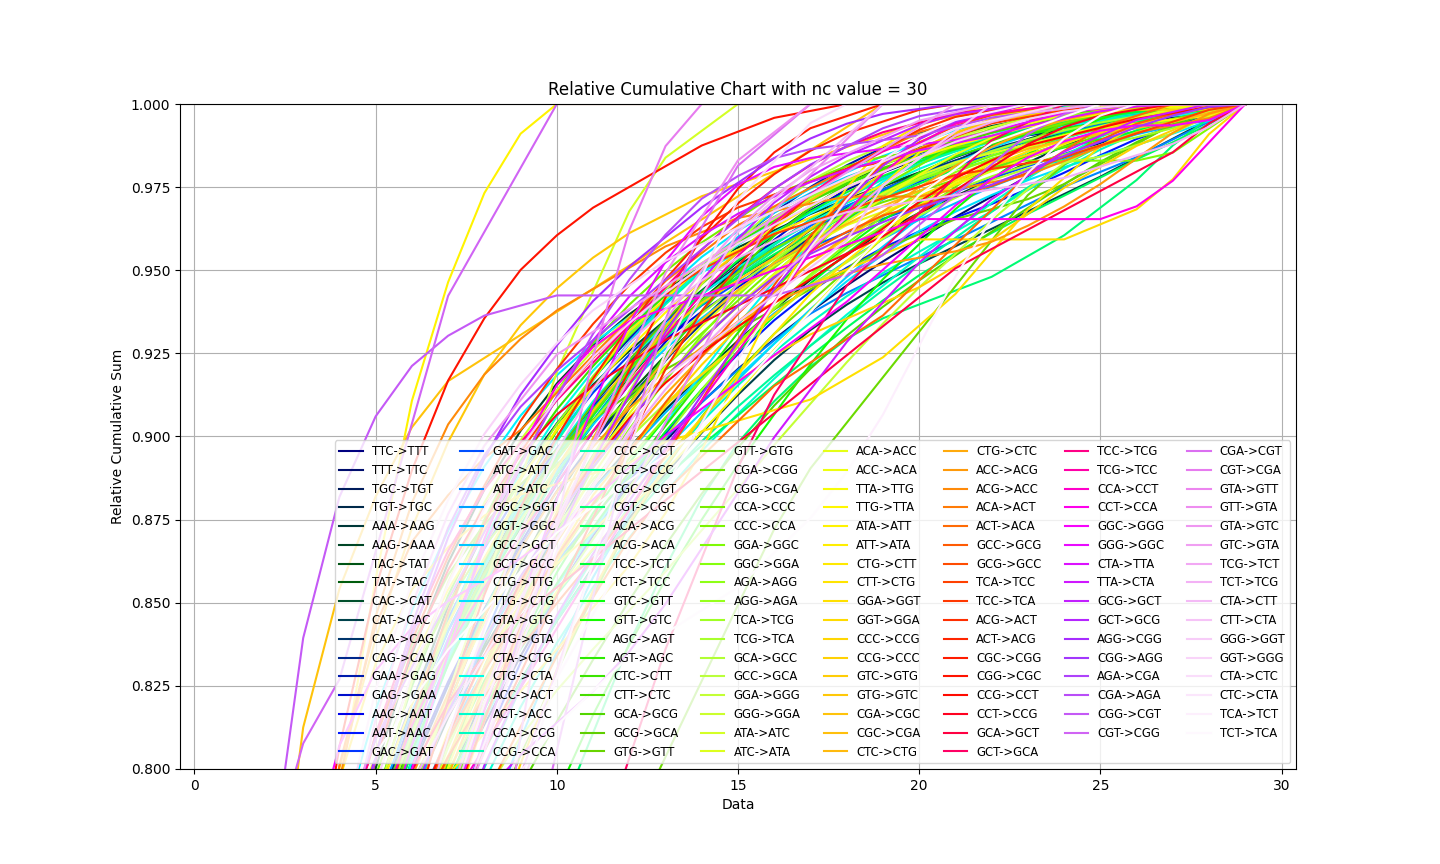 Relative Cumulative Chart with nc value = 30
1.000
0.975
0.950
0.925
0.900
0.875
0.850
0.825
0.800
Relative Cumulative Sum
TTC->TTT
TTT->TTC
TGC->TGT
TGT->TGC
AAA->AAG
AAG->AAA
TAC->TAT
TAT->TAC
CAC->CAT
CAT->CAC
CAA->CAG
CAG->CAA
GAA->GAG
GAG->GAA
AAC->AAT
AAT->AAC
GAC->GAT
GAT->GAC
ATC->ATT
ATT->ATC
GGC->GGT
GGT->GGC
GCC->GCT
GCT->GCC
CTG->TTG
TTG->CTG
GTA->GTG
GTG->GTA
CTA->CTG
CTG->CTA
ACC->ACT
ACT->ACC
CCA->CCG
CCG->CCA
CCC->CCT
CCT->CCC
CGC->CGT
CGT->CGC
ACA->ACG
ACG->ACA
TCC->TCT
TCT->TCC
GTC->GTT
GTT->GTC
AGC->AGT
AGT->AGC
CTC->CTT
CTT->CTC
GCA->GCG
GCG->GCA
GTG->GTT
GTT->GTG
CGA->CGG
CGG->CGA
CCA->CCC
CCC->CCA
GGA->GGC
GGC->GGA
AGA->AGG
AGG->AGA
TCA->TCG
TCG->TCA
GCA->GCC
GCC->GCA
GGA->GGG
GGG->GGA
ATA->ATC
ATC->ATA
ACA->ACC
ACC->ACA
TTA->TTG
TTG->TTA
ATA->ATT
ATT->ATA
CTG->CTT
CTT->CTG
GGA->GGT
GGT->GGA
CCC->CCG
CCG->CCC
GTC->GTG
GTG->GTC
CGA->CGC
CGC->CGA
CTC->CTG
CTG->CTC
ACC->ACG
ACG->ACC
ACA->ACT
ACT->ACA
GCC->GCG
GCG->GCC
TCA->TCC
TCC->TCA
ACG->ACT
ACT->ACG
CGC->CGG
CGG->CGC
CCG->CCT
CCT->CCG
GCA->GCT
GCT->GCA
TCC->TCG
TCG->TCC
CCA->CCT
CCT->CCA
GGC->GGG
GGG->GGC
CTA->TTA
TTA->CTA
GCG->GCT
GCT->GCG
AGG->CGG
CGG->AGG
AGA->CGA
CGA->AGA
CGG->CGT
CGT->CGG
CGA->CGT
CGT->CGA
GTA->GTT
GTT->GTA
GTA->GTC
GTC->GTA
TCG->TCT
TCT->TCG
CTA->CTT
CTT->CTA
GGG->GGT
GGT->GGG
CTA->CTC
CTC->CTA
TCA->TCT
TCT->TCA
0
5
10
15
20
25
30
Data